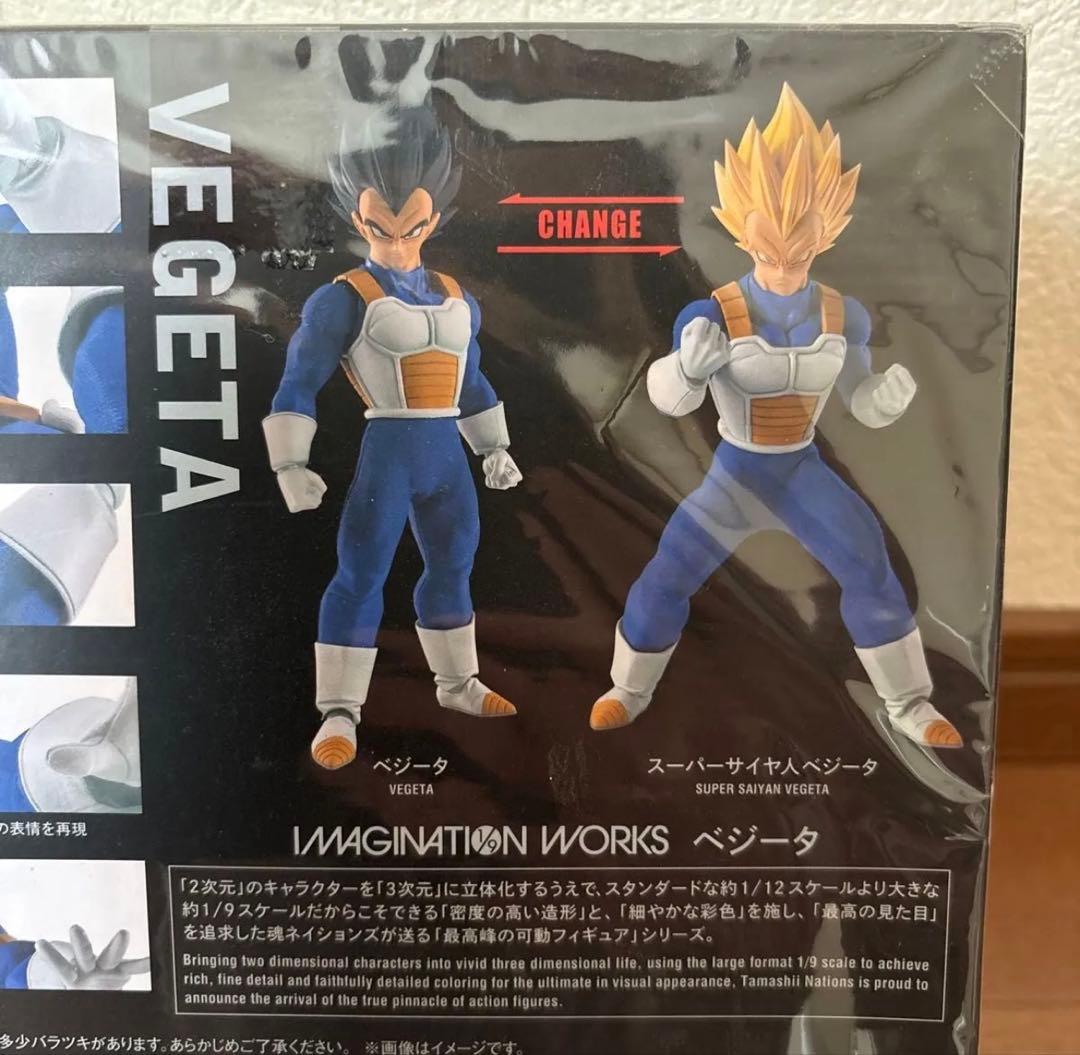 VEGETA
CHANGE
ベジータ
VEGETA
スーパーサイヤ人ベジータ
SUPER SAIYAN VEGETA
の表情を再現
IMAGINATION 1/9 WORKS ベジータ
「2次元」のキャラクターを「3次元」に立体化するうえで、スタンダードな約1/12スケールより大きな
約1/9スケールだからこそできる「密度の高い造形」と、「細やかな彩色」を施し、「最高の見た目」
を追求した魂ネイションズが送る「最高峰の可動フィギュア」シリーズ。
Bringing two dimensional characters into vivid three dimensional life, using the large format 1/9 scale to achieve
rich, fine detail and faithfully detailed coloring for the ultimate in visual appearance, Tamashii Nations is proud to
announce the arrival of the true pinnacle of action figures.
多少バラツキがあります。あらかじめご了承ください。 ※画像はイメージです。